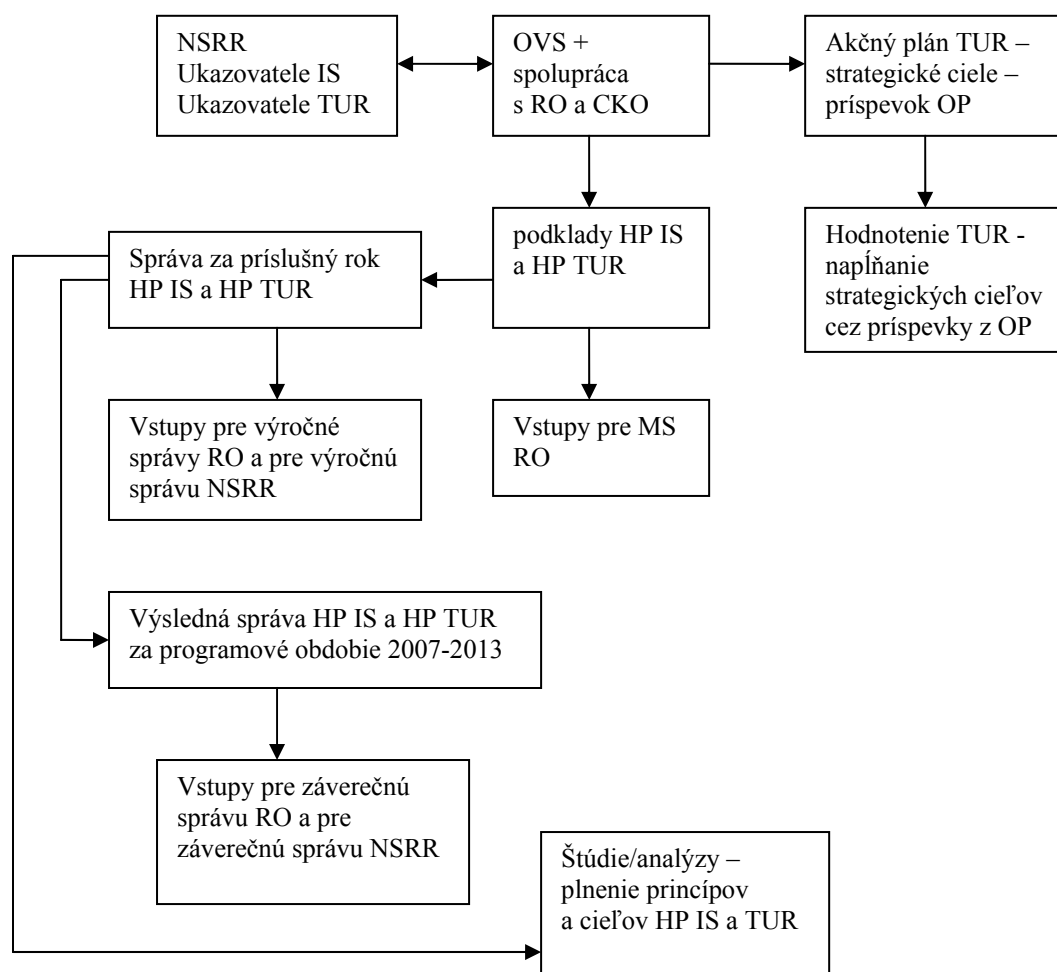 NSRR
Ukazovatele IS
Ukazovatele TUR
OVS +
spolupráca
s RO a CKO
Akčný plán TUR –
strategické ciele –
príspevok OP
Správa za príslušný rok
HP IS a HP TUR
podklady HP IS
a HP TUR
Hodnotenie TUR -
napĺňanie
strategických cieľov
cez príspevky z OP
Vstupy pre výročné
správy RO a pre výročnú
správu NSRR
Vstupy pre MS
RO
Výsledná správa HP IS a HP TUR
za programové obdobie 2007-2013
Vstupy pre záverečnú
správu RO a pre
záverečnú správu NSRR
Štúdie/analýzy –
plnenie princípov
a cieľov HP IS a TUR